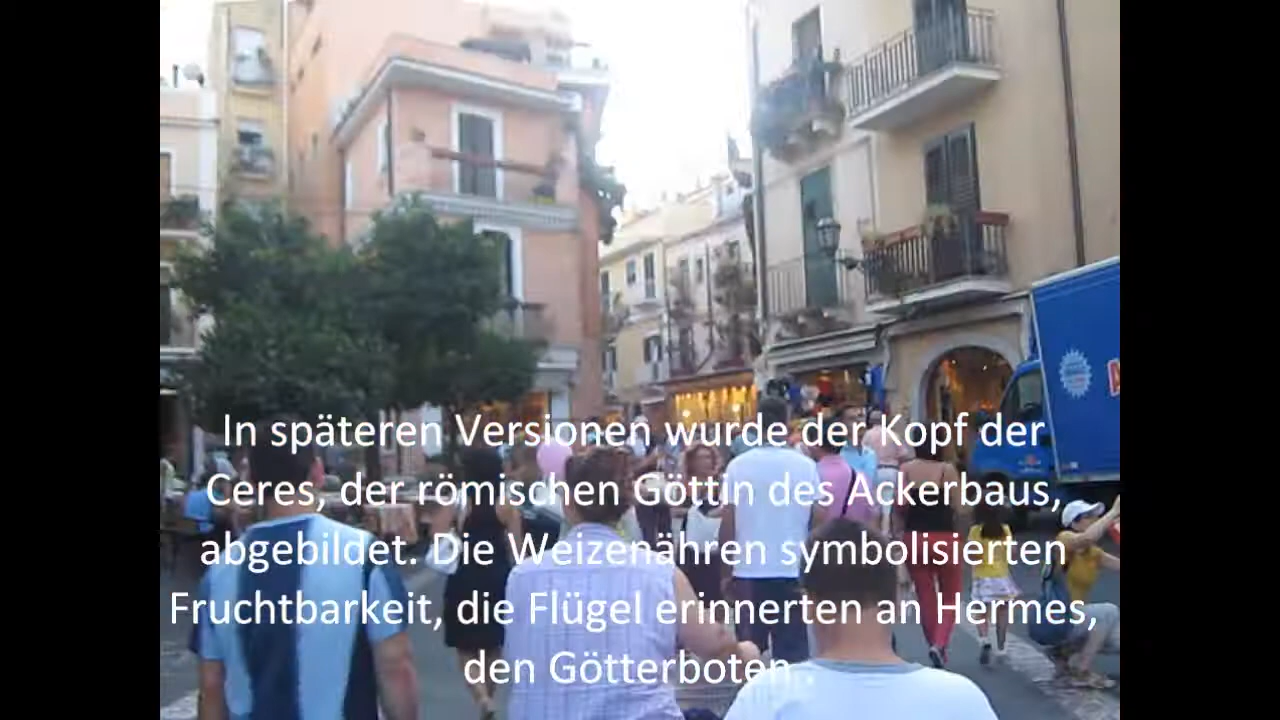 In späteren Versionen wurde der Kopf der
Ceres, der römischen Göttin des Ackerbaus,
abgebildet. Die Weizenähren symbolisierten
Fruchtbarkeit, die Flügel erinnerten an Hermes,
den Götterboten.